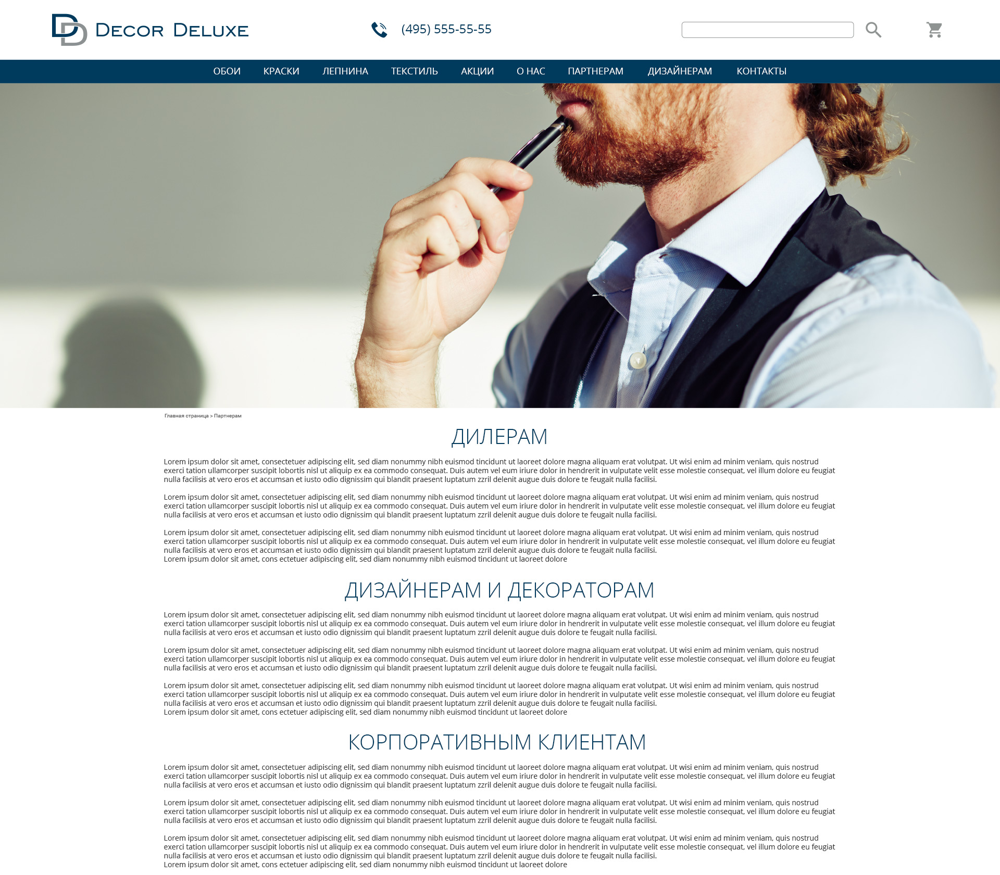 DD DECOR DELUXE
(495) 555-55-55
ОБОИ КРАСКИ ЛЕПНИНА ТЕКСТИЛЬ АКЦИИ О НАС ПАРТНЕРАМ ДИЗАЙНЕРАМ КОНТАКТЫ
Главная страница > Партнерам
ДИЛЕРАМ
Lorem ipsum dolor sit amet, consectetuer adipiscing elit, sed diam nonummy nibh euismod tincidunt ut laoreet dolore magna aliquam erat volutpat. Ut wisi enim ad minim veniam, quis nostrud
exerci tation ullamcorper suscipit lobortis nisl ut aliquip ex ea commodo consequat. Duis autem vel eum iriure dolor in hendrerit in vulputate velit esse molestie consequat, vel illum dolore eu feugiat
nulla facilisis at vero eros et accumsan et iusto odio dignissim qui blandit praesent luptatum zzril delenit augue duis dolore te feugait nulla facilisi.
Lorem ipsum dolor sit amet, consectetuer adipiscing elit, sed diam nonummy nibh euismod tincidunt ut laoreet dolore magna aliquam erat volutpat. Ut wisi enim ad minim veniam, quis nostrud
exerci tation ullamcorper suscipit lobortis nisl ut aliquip ex ea commodo consequat. Duis autem vel eum iriure dolor in hendrerit in vulputate velit esse molestie consequat, vel illum dolore eu feugiat
nulla facilisis at vero eros et accumsan et iusto odio dignissim qui blandit praesent luptatum zzril delenit augue duis dolore te feugait nulla facilisi.
Lorem ipsum dolor sit amet, consectetuer adipiscing elit, sed diam nonummy nibh euismod tincidunt ut laoreet dolore magna aliquam erat volutpat. Ut wisi enim ad minim veniam, quis nostrud
exerci tation ullamcorper suscipit lobortis nisl ut aliquip ex ea commodo consequat. Duis autem vel eum iriure dolor in hendrerit in vulputate velit esse molestie consequat, vel illum dolore eu feugiat
nulla facilisis at vero eros et accumsan et iusto odio dignissim qui blandit praesent luptatum zzril delenit augue duis dolore te feugait nulla facilisi.
Lorem ipsum dolor sit amet, cons ectetuer adipiscing elit, sed diam nonummy nibh euismod tincidunt ut laoreet dolore
ДИЗАЙНЕРАМ И ДЕКОРАТОРАМ
Lorem ipsum dolor sit amet, consectetuer adipiscing elit, sed diam nonummy nibh euismod tincidunt ut laoreet dolore magna aliquam erat volutpat. Ut wisi enim ad minim veniam, quis nostrud
exerci tation ullamcorper suscipit lobortis nisl ut aliquip ex ea commodo consequat. Duis autem vel eum iriure dolor in hendrerit in vulputate velit esse molestie consequat, vel illum dolore eu feugiat
nulla facilisis at vero eros et accumsan et iusto odio dignissim qui blandit praesent luptatum zzril delenit augue duis dolore te feugait nulla facilisi.
Lorem ipsum dolor sit amet, consectetuer adipiscing elit, sed diam nonummy nibh euismod tincidunt ut laoreet dolore magna aliquam erat volutpat. Ut wisi enim ad minim veniam, quis nostrud
exerci tation ullamcorper suscipit lobortis nisl ut aliquip ex ea commodo consequat. Duis autem vel eum iriure dolor in hendrerit in vulputate velit esse molestie consequat, vel illum dolore eu feugiat
nulla facilisis at vero eros et accumsan et iusto odio dignissim qui blandit praesent luptatum zzril delenit augue duis dolore te feugait nulla facilisi.
Lorem ipsum dolor sit amet, consectetuer adipiscing elit, sed diam nonummy nibh euismod tincidunt ut laoreet dolore magna aliquam erat volutpat. Ut wisi enim ad minim veniam, quis nostrud
exerci tation ullamcorper suscipit lobortis nisl ut aliquip ex ea commodo consequat. Duis autem vel eum iriure dolor in hendrerit in vulputate velit esse molestie consequat, vel illum dolore eu feugiat
nulla facilisis at vero eros et accumsan et iusto odio dignissim qui blandit praesent luptatum zzril delenit augue duis dolore te feugait nulla facilisi.
Lorem ipsum dolor sit amet, cons ectetuer adipiscing elit, sed diam nonummy nibh euismod tincidunt ut laoreet dolore
КОРПОРАТИВНЫМ КЛИЕНТАМ
Lorem ipsum dolor sit amet, consectetuer adipiscing elit, sed diam nonummy nibh euismod tincidunt ut laoreet dolore magna aliquam erat volutpat. Ut wisi enim ad minim veniam, quis nostrud
exerci tation ullamcorper suscipit lobortis nisl ut aliquip ex ea commodo consequat. Duis autem vel eum iriure dolor in hendrerit in vulputate velit esse molestie consequat, vel illum dolore eu feugiat
nulla facilisis at vero eros et accumsan et iusto odio dignissim qui blandit praesent luptatum zzril delenit augue duis dolore te feugait nulla facilisi.
Lorem ipsum dolor sit amet, consectetuer adipiscing elit, sed diam nonummy nibh euismod tincidunt ut laoreet dolore magna aliquam erat volutpat. Ut wisi enim ad minim veniam, quis nostrud
exerci tation ullamcorper suscipit lobortis nisl ut aliquip ex ea commodo consequat. Duis autem vel eum iriure dolor in hendrerit in vulputate velit esse molestie consequat, vel illum dolore eu feugiat
nulla facilisis at vero eros et accumsan et iusto odio dignissim qui blandit praesent luptatum zzril delenit augue duis dolore te feugait nulla facilisi.
Lorem ipsum dolor sit amet, consectetuer adipiscing elit, sed diam nonummy nibh euismod tincidunt ut laoreet dolore magna aliquam erat volutpat. Ut wisi enim ad minim veniam, quis nostrud
exerci tation ullamcorper suscipit lobortis nisl ut aliquip ex ea commodo consequat. Duis autem vel eum iriure dolor in hendrerit in vulputate velit esse molestie consequat, vel illum dolore eu feugiat
nulla facilisis at vero eros et accumsan et iusto odio dignissim qui blandit praesent luptatum zzril delenit augue duis dolore te feugait nulla facilisi.
Lorem ipsum dolor sit amet, cons ectetuer adipiscing elit, sed diam nonummy nibh euismod tincidunt ut laoreet dolore